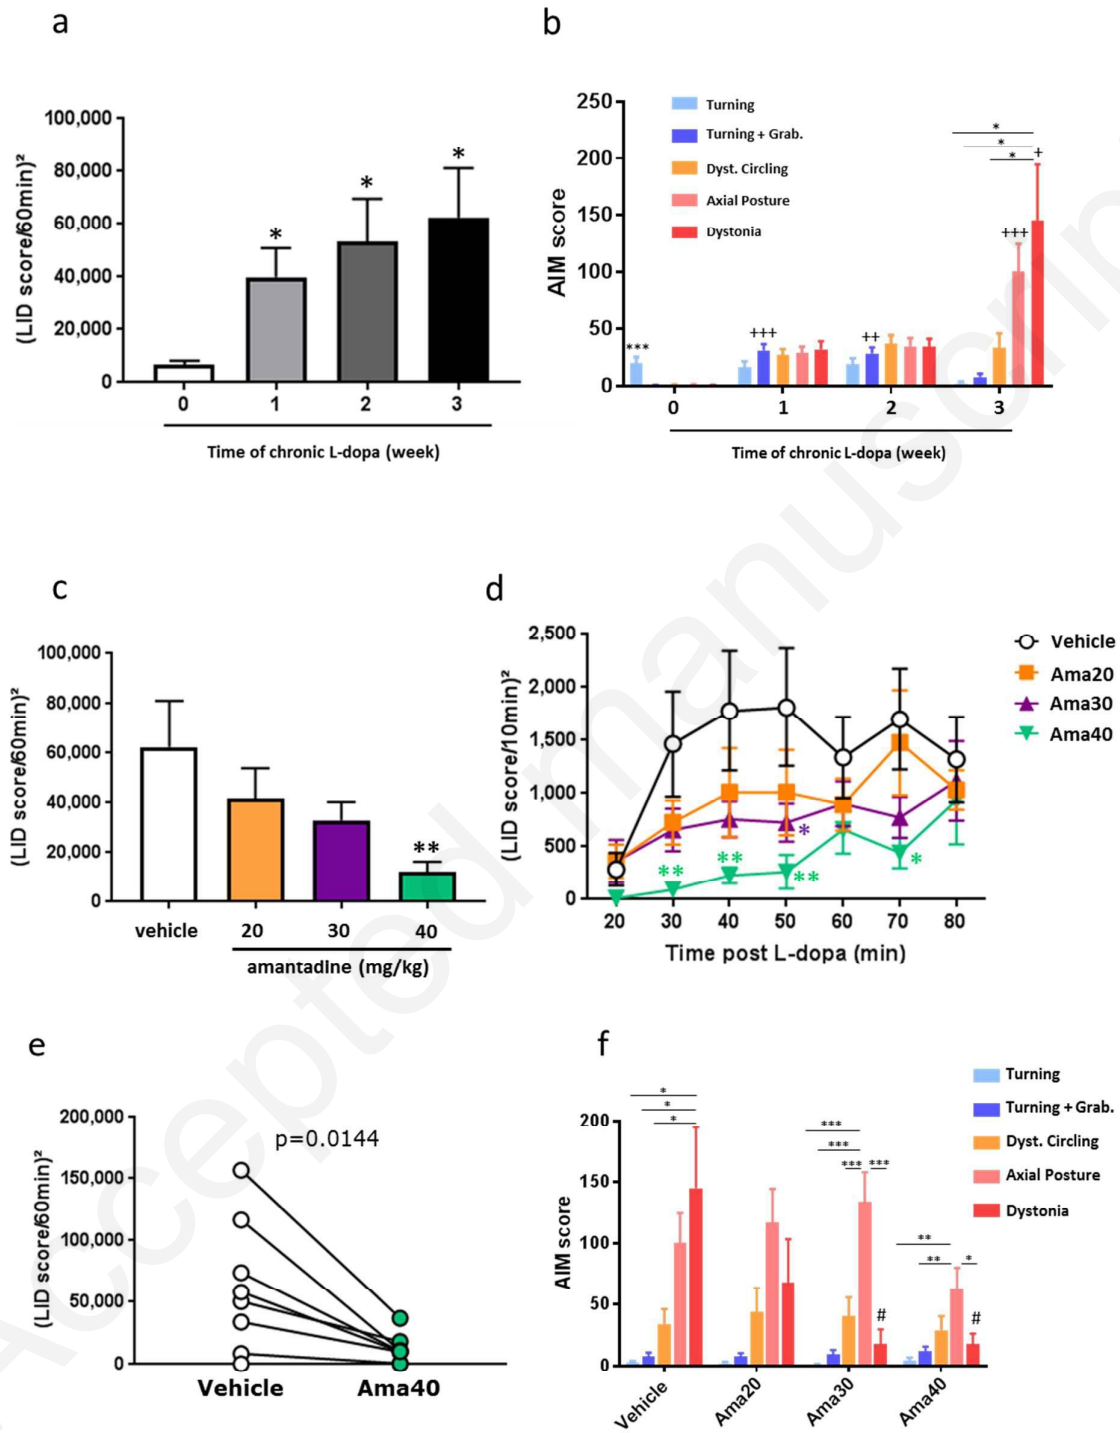 a
b
100,000
80,000
60,000
40,000
20,000
0
(LID score/60min)²
*
*
*
0 1 2 3
Time of chronic L-dopa (week)
250
200
150
100
50
0
AIM score
Turning
Turning + Grab.
Dyst. Circling
Axial Posture
Dystonia
*
*
*
+
+++
***
+++
++
0 1 2 3
Time of chronic L-dopa (week)
c
d
100,000
80,000
60,000
40,000
20,000
0
(LID score/60min)²
**
vehicle 20 30 40
amantadine (mg/kg)
2,500
2,000
1,500
1,000
500
0
(LID score/10min)²
Vehicle
Ama20
Ama30
Ama40
**
**
*
**
*
20 30 40 50 60 70 80
Time post L-dopa (min)
e
f
200,000
150,000
100,000
50,000
0
(LID score/60min)²
p=0.0144
Vehicle Ama40
200
150
100
50
0
AIM score
Turning
Turning + Grab.
Dyst. Circling
Axial Posture
Dystonia
*
*
*
***
***
*** ***
#
**
** *
#
Vehicle Ama20 Ama30 Ama40
Accepted manuscript